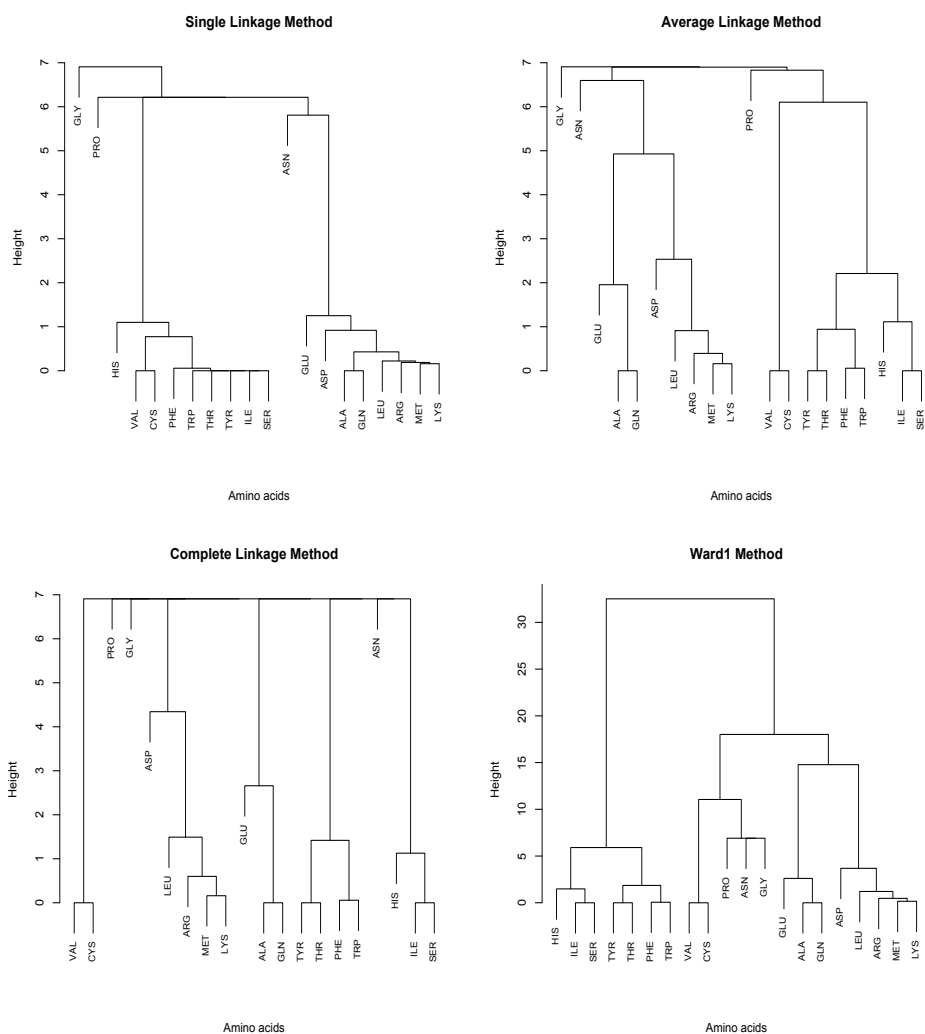 Single Linkage Method
Height
0 1 2 3 4 5 6 7
GLY
PRO
HIS
VAL
CYS
PHE
TRP
THR
TYR
ILE
SER
ASN
GLU
ASP
ALA
GLN
LEU
ARG
MET
LYS
Amino acids
Average Linkage Method
Height
0 1 2 3 4 5 6 7
GLY
ASN
GLU
ALA
GLN
ASP
LEU
ARG
MET
LYS
PRO
VAL
CYS
TYR
THR
PHE
TRP
HIS
ILE
SER
Amino acids
Complete Linkage Method
Height
0 1 2 3 4 5 6 7
VAL
CYS
PRO
GLY
ASP
LEU
ARG
MET
LYS
GLU
ALA
GLN
TYR
THR
PHE
TRP
ASN
HIS
ILE
SER
Amino acids
Ward1 Method
Height
0 5 10 15 20 25 30
HIS
ILE
SER
TYR
THR
PHE
TRP
VAL
CYS
PRO
ASN
GLY
GLU
ALA
GLN
ASP
LEU
ARG
MET
LYS
Amino acids